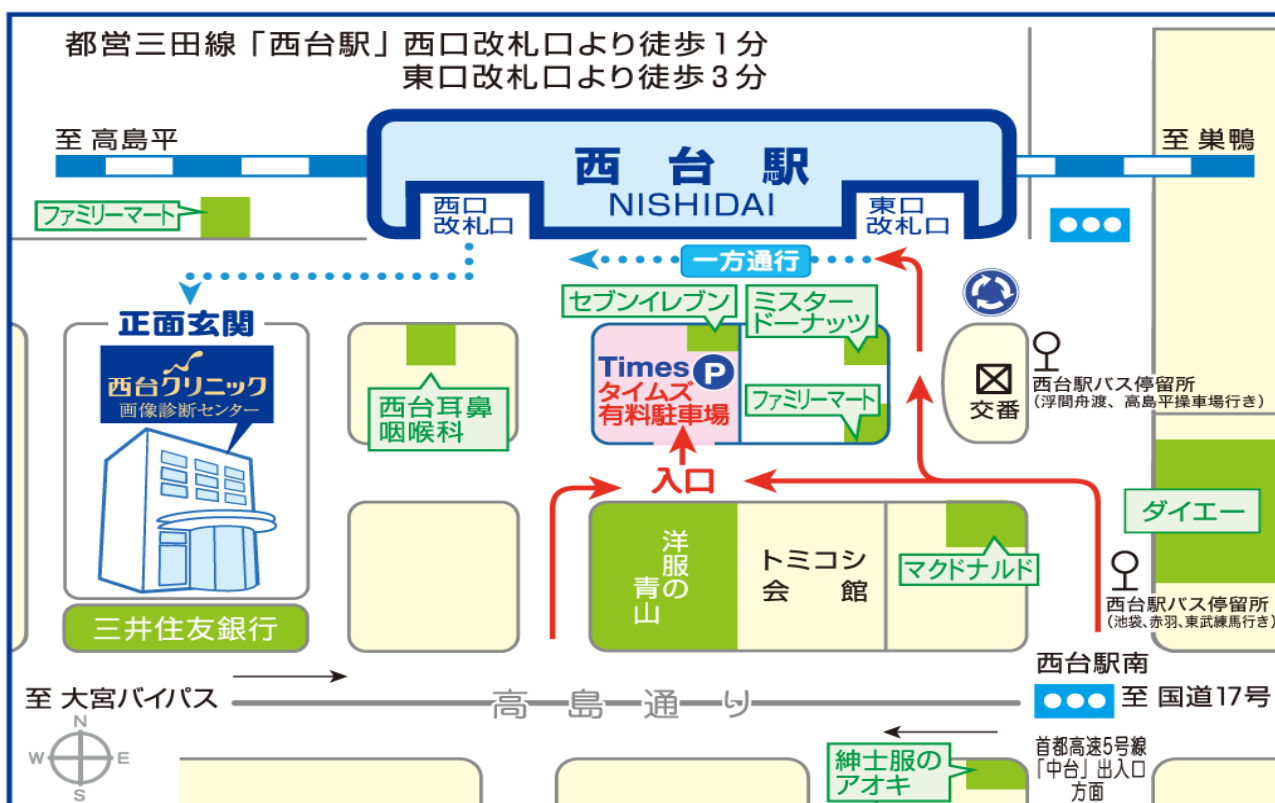 都営三田線「西台駅」西口改札口より徒歩1分
東口改札口より徒歩3分
至 高島平
至 巣鴨
西台駅
NISHIDAI
西口
改札口
東口
改札口
ファミリーマート
一方通行
正面玄関
西台クリニック
画像診断センター
セブンイレブン
ミスター
ドーナッツ
Times P
タイムズ
有料駐車場
ファミリーマート
西台耳鼻
咽喉科
交番
西台駅バス停留所
(浮間舟渡、高島平操車場行き)
入口
ダイエー
洋服の
青山
トミコシ
会館
マクドナルド
西台駅バス停留所
(池袋、赤羽、東武練馬行き)
三井住友銀行
西台駅南
至 大宮バイパス
高島通り
至 国道17号
N
W
E
S
紳士服の
アオキ
首都高速5号線
「中台」出入口
方面